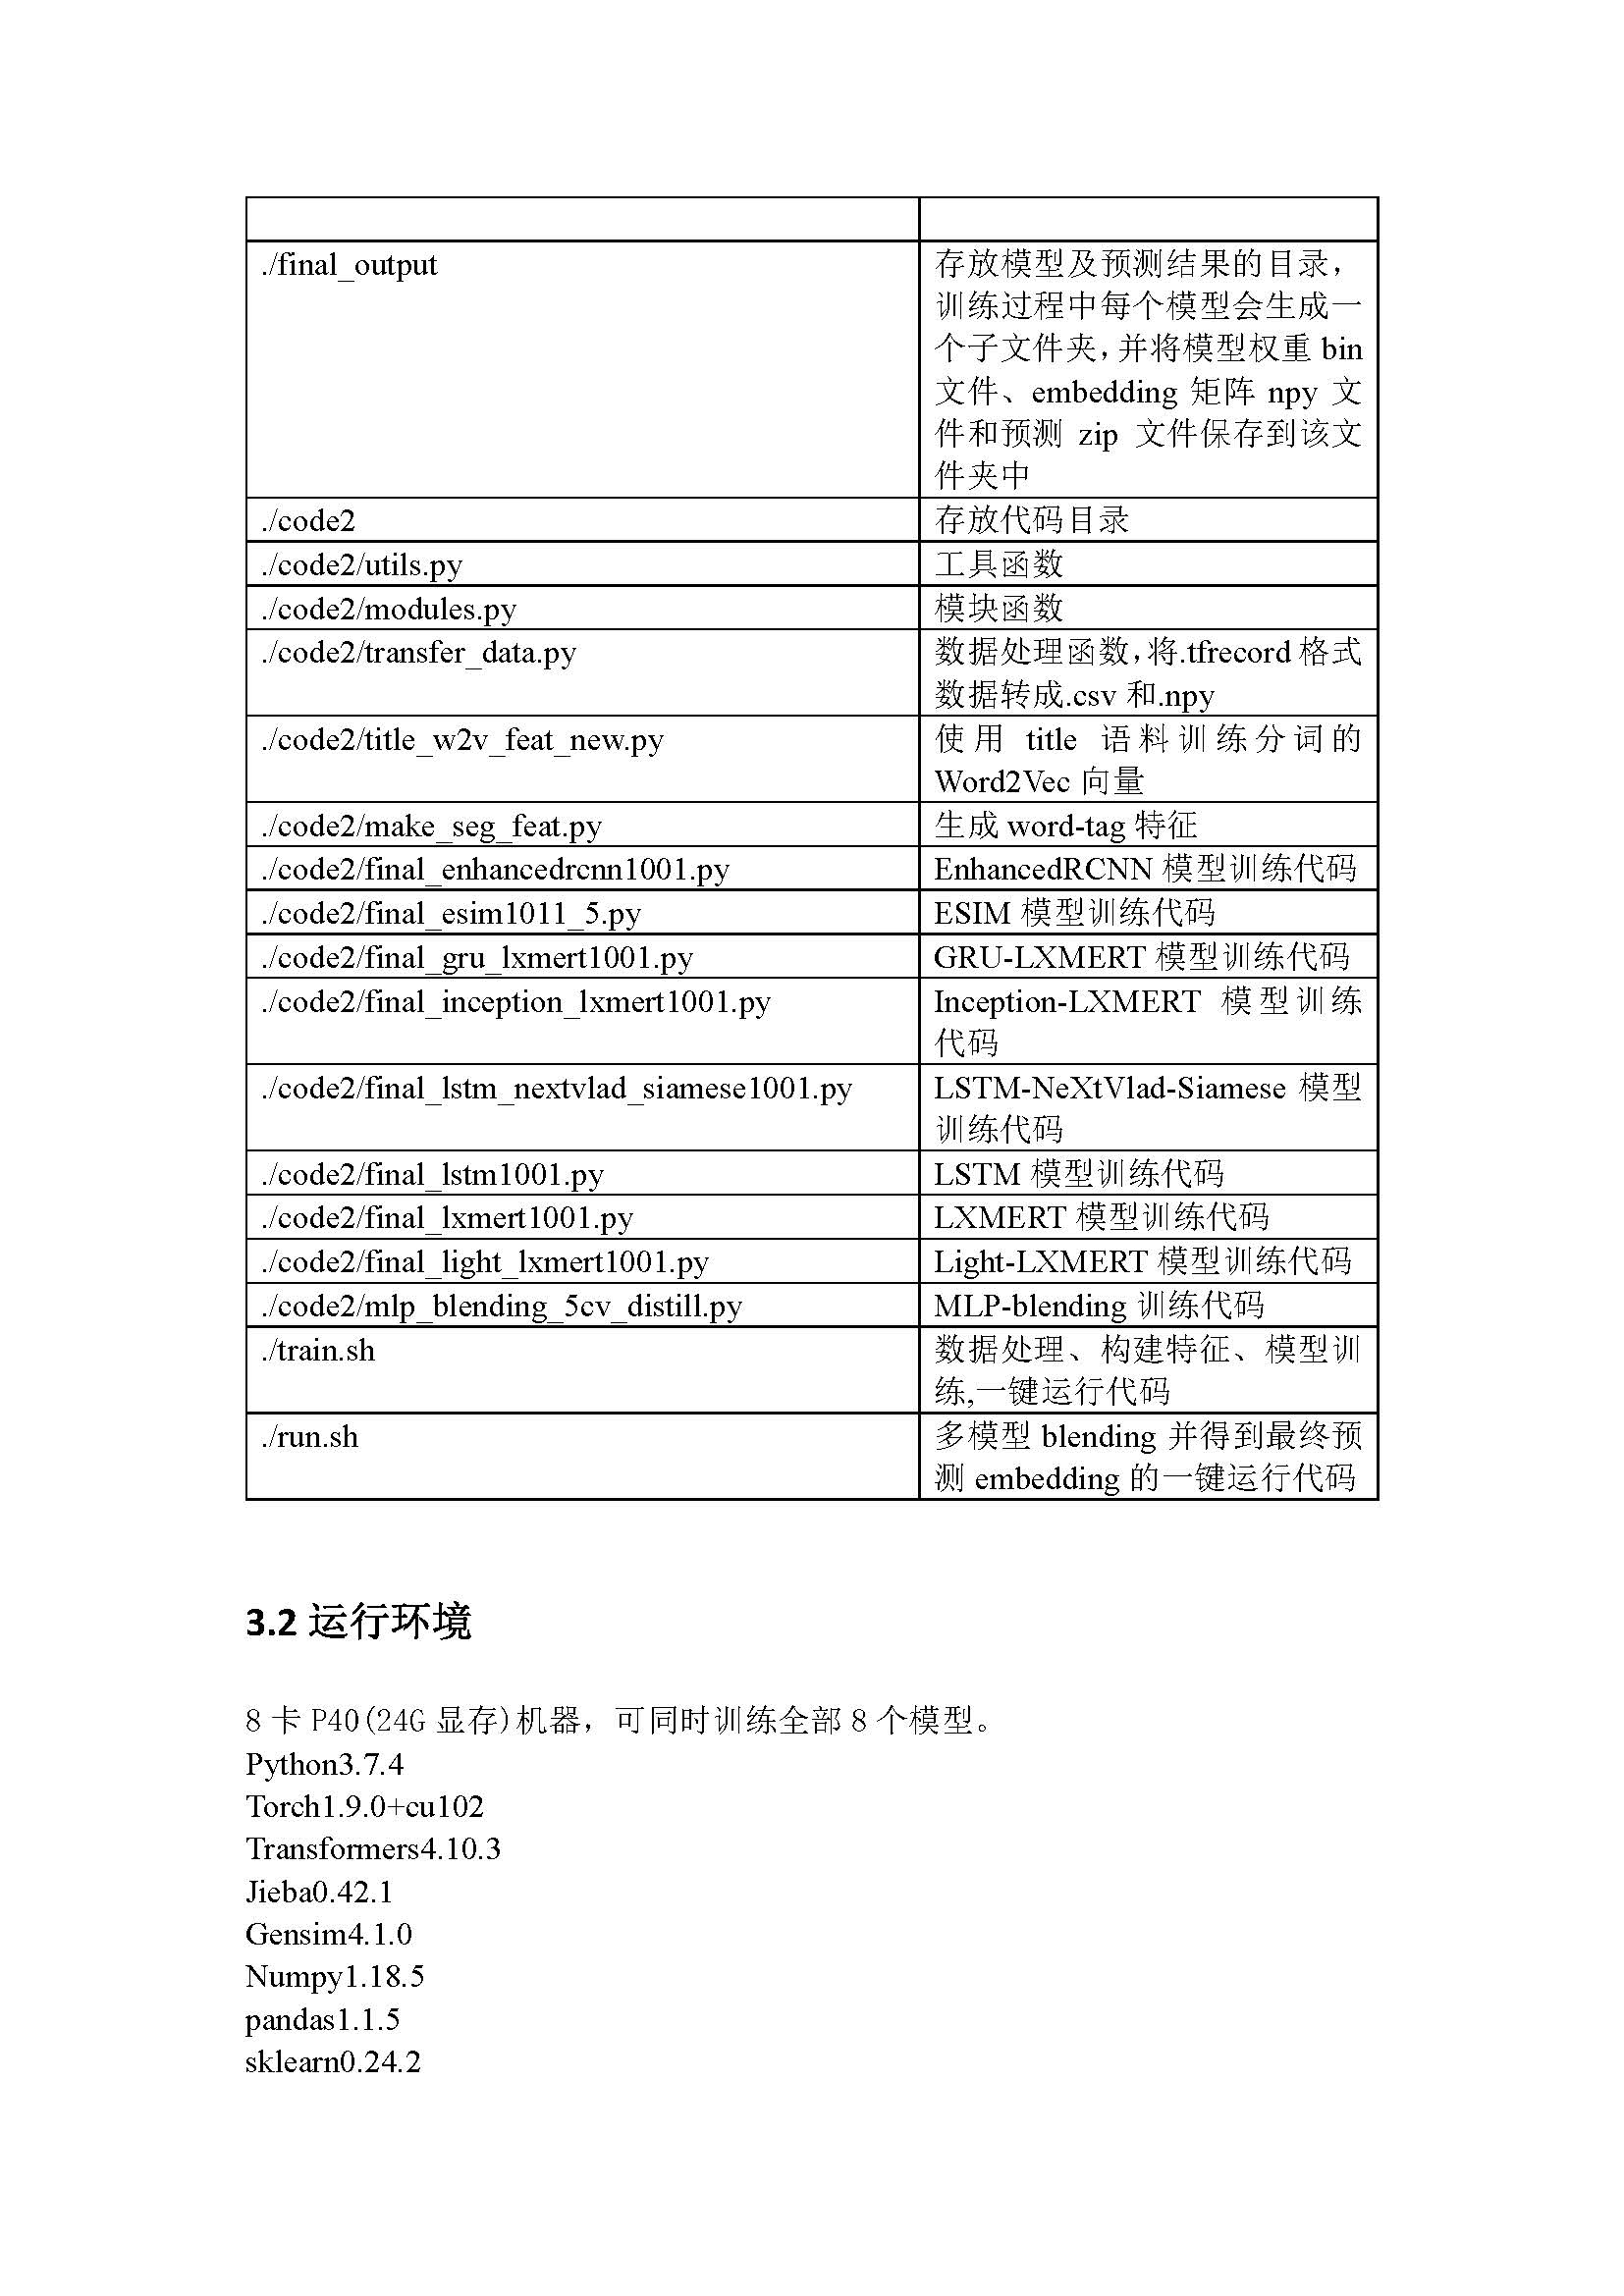 ./final_output
存放模型及预测结果的目录，
训练过程中每个模型会生成一
个子文件夹，并将模型权重 bin
文件、embedding 矩阵 npy 文
件和预测 zip 文件保存到该文
件夹中
./code2
存放代码目录
./code2/utils.py
工具函数
./code2/modules.py
模块函数
./code2/transfer_data.py
数据处理函数，将.tfrecord 格式
数据转成.csv 和.npy
./code2/title_w2v_feat_new.py
使用 title 语料训练分词的
Word2Vec 向量
./code2/make_seg_feat.py
生成 word-tag 特征
./code2/final_enhancedrcnn1001.py
EnhancedRCNN 模型训练代码
./code2/final_esim1011_5.py
ESIM 模型训练代码
./code2/final_gru_lxmert1001.py
GRU-LXMERT 模型训练代码
./code2/final_inception_lxmert1001.py
Inception-LXMERT 模型训练
代码
./code2/final_lstm_nextvlad_siamese1001.py
LSTM-NeXtVlad-Siamese 模型
训练代码
./code2/final_lstm1001.py
LSTM 模型训练代码
./code2/final_lxmert1001.py
LXMERT 模型训练代码
./code2/final_light_lxmert1001.py
Light-LXMERT 模型训练代码
./code2/mlp_blending_5cv_distill.py
MLP-blending 训练代码
./train.sh
数据处理、构建特征、模型训
练,一键运行代码
./run.sh
多模型 blending 并得到最终预
测 embedding 的一键运行代码
3.2 运行环境
8 卡 P40(24G 显存)机器，可同时训练全部 8 个模型。
Python3.7.4
Torch1.9.0+cu102
Transformers4.10.3
Jieba0.42.1
Gensim4.1.0
Numpy1.18.5
pandas1.1.5
sklearn0.24.2